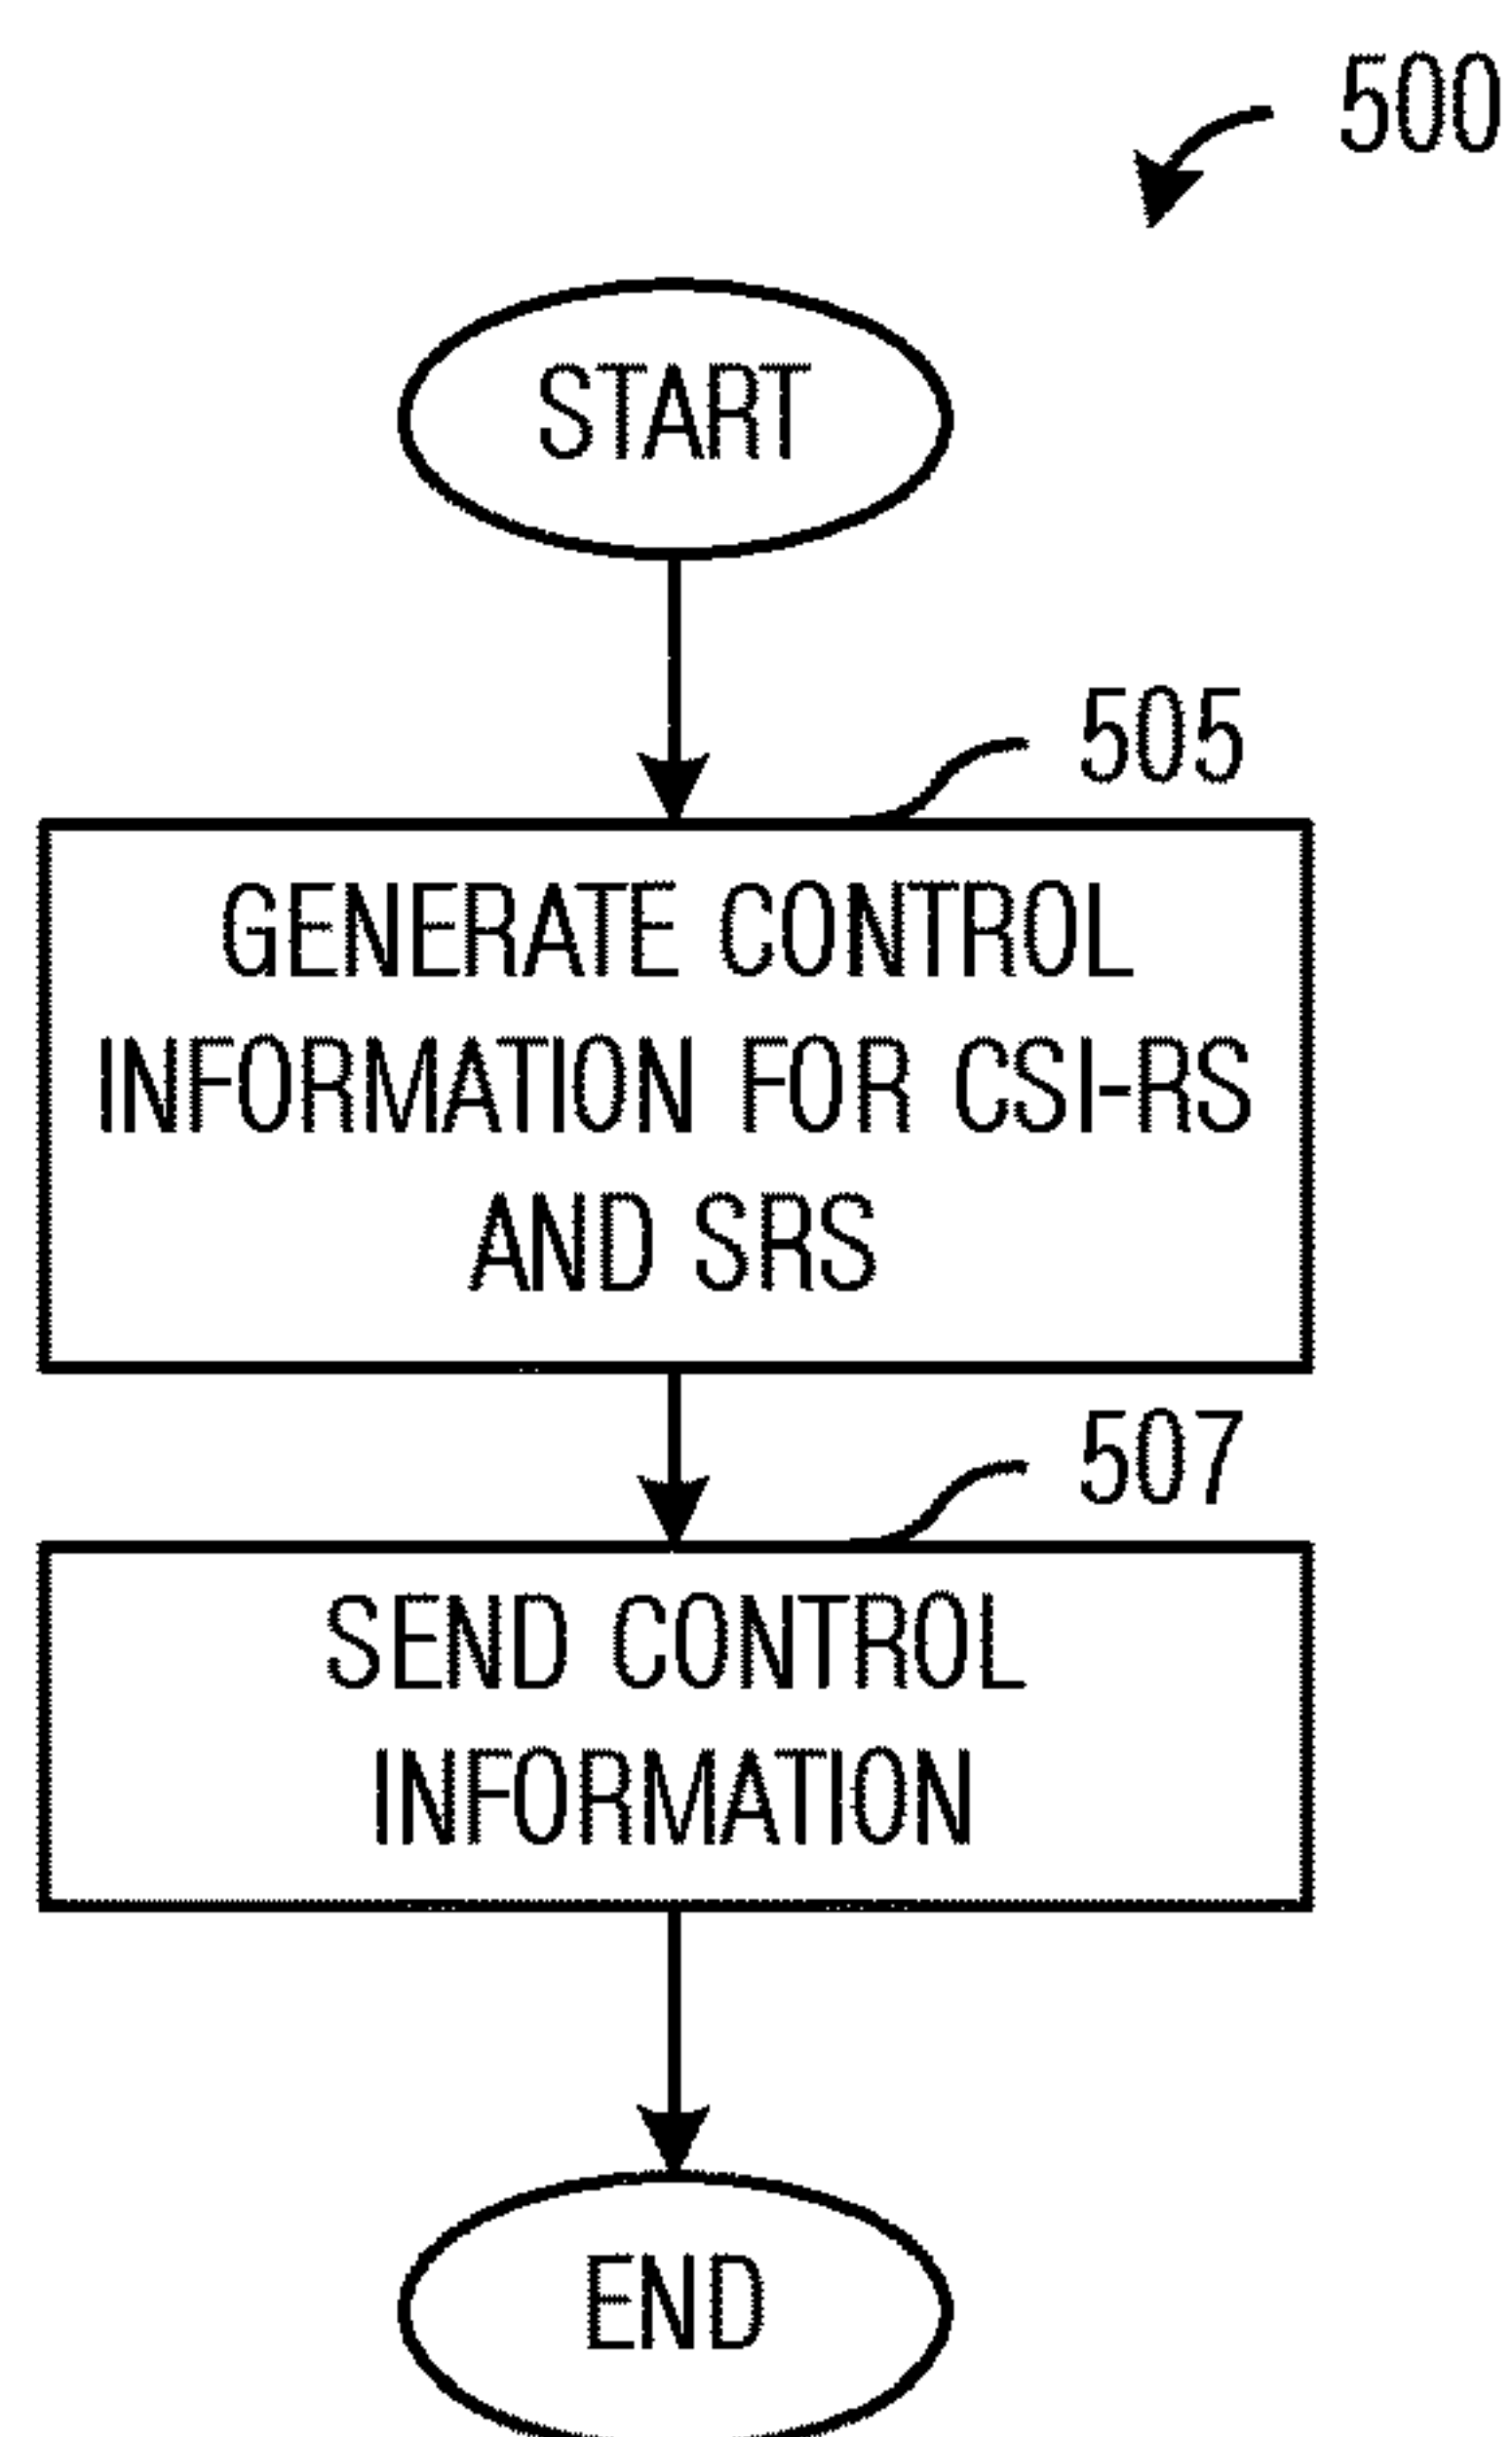 500
START
505
GENERATE CONTROL
INFORMATION FOR CSI-RS
AND SRS
507
SEND CONTROL
INFORMATION
END